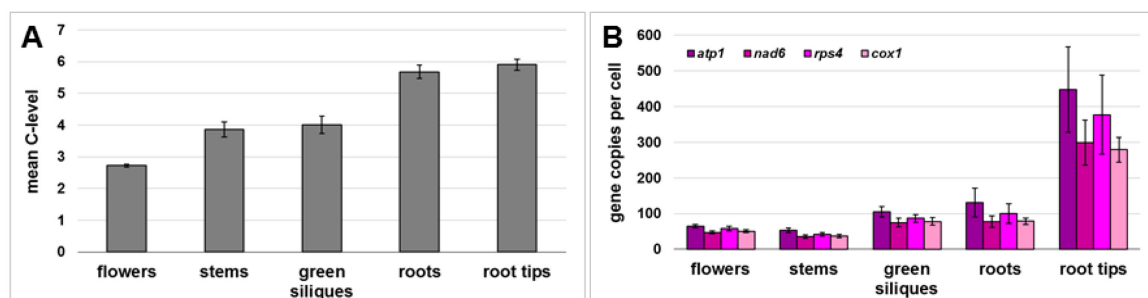 A
mean C-level
7
6
5
4
3
2
1
0
flowers
stems
green
siliques
roots
root tips
B
gene copies per cell
600
500
400
300
200
100
0
atp1 nad6 rps4 cox1
flowers
stems
green
siliques
roots
root tips